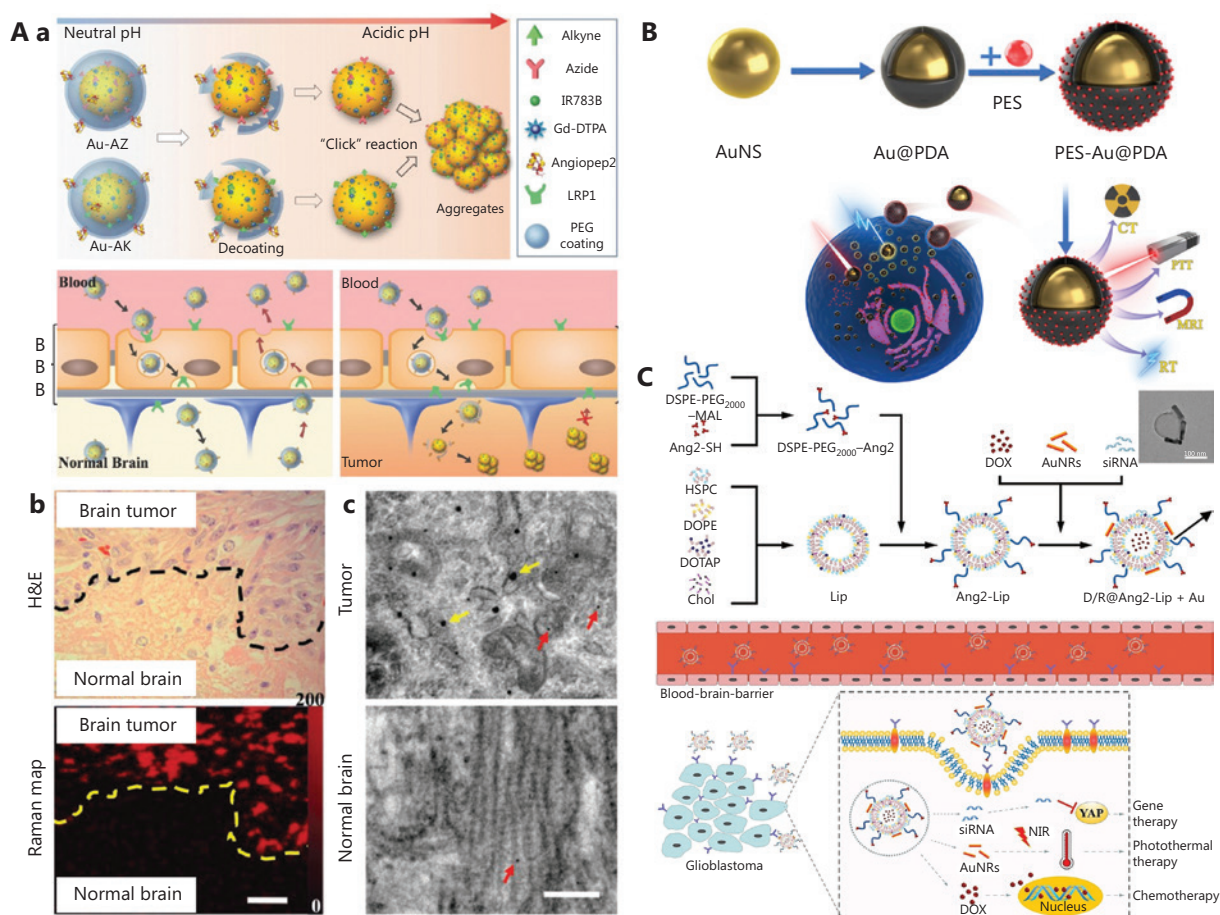 A a
Neutral pH
Acidic pH
Au-AZ
Au-AK
Decoating
"Click" reaction
Aggregates
Alkyne
Azide
IR783B
Gd-DTPA
Angiopep2
LRP1
PEG
coating
Blood
Normal Brain
Blood
Tumor
B
B
B
b
H&E
Brain tumor
Normal brain
200
Raman map
Brain tumor
Normal brain
0
c
Tumor
Normal brain
B
AuNS
Au@PDA
+
PES
PES-Au@PDA
CT
PTT
MRI
RT
C
DSPE-PEG2000
–MAL
Ang2-SH
DSPE-PEG2000–Ang2
HSPC
DOPE
DOTAP
Chol
Lip
Ang2-Lip
DOX
AuNRs
siRNA
100 nm
D/R@Ang2-Lip + Au
Blood-brain-barrier
Glioblastoma
siRNA
YAP
Gene
therapy
AuNRs
NIR
Photothermal
therapy
DOX
Nucleus
Chemotherapy